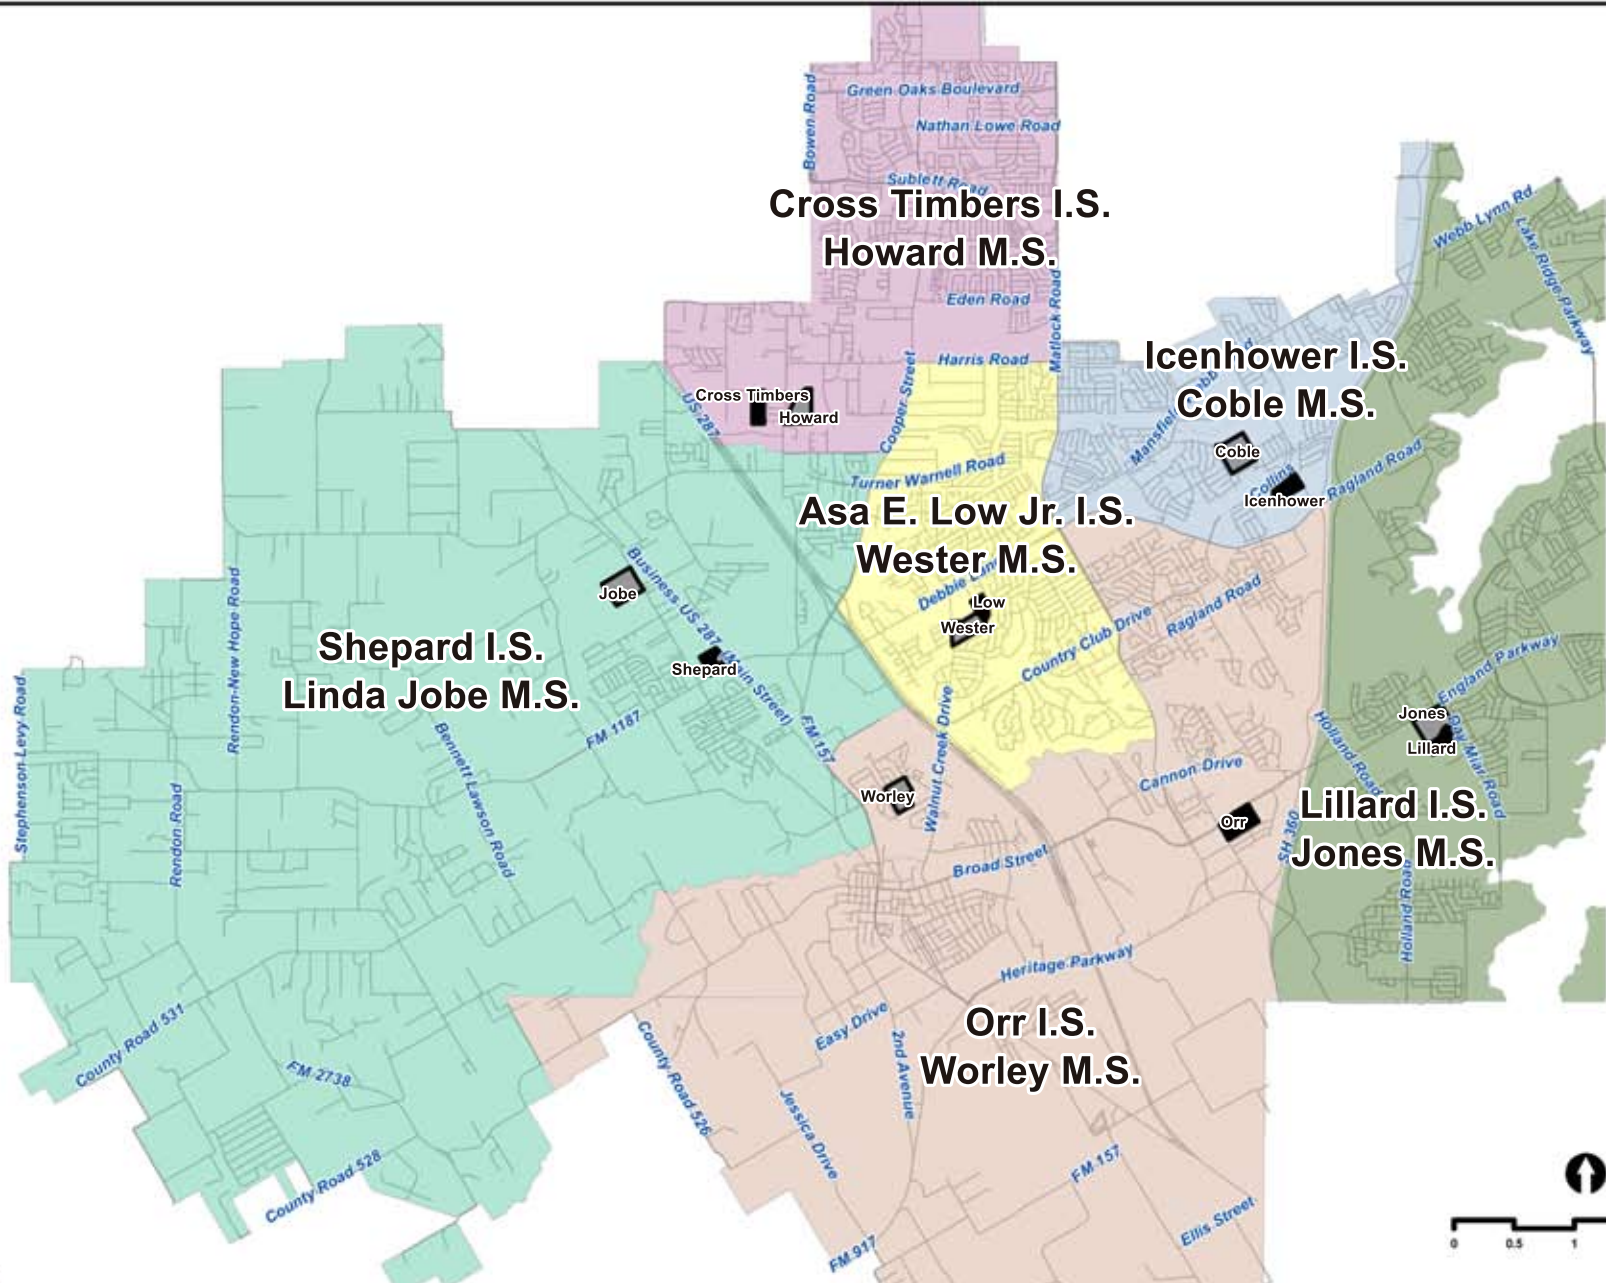 Green Oaks Boulevard
Bowen Road
Nathan Lowe Road
Sublett Road
Cross Timbers I.S.
Howard M.S.
Webb Lynn Rd
Lake Ridge Parkway
Eden Road
Matlock Road
Harris Road
Icenhower I.S.
Coble M.S.
Cross Timbers
Howard
US 287
Cooper Street
Mansfield Webb
Coble
Collins
Icenhower
Ragland Road
Turner Warnell Road
Asa E. Low Jr. I.S.
Wester M.S.
Debbie Lane
Low
Wester
Country Club Drive
Ragland Road
Jobe
Business US 287 (Main Street)
Shepard
Shepard I.S.
Linda Jobe M.S.
Rendon-New Hope Road
Stephenson Levy Road
FM 1187
FM 157
Bennett Lawson Road
Rendon Road
Worley
Walnut Creek Drive
Cannon Drive
Orr
Broad Street
England Parkway
Jones
Lillard
Day Miar Road
Holland Road
Lillard I.S.
Jones M.S.
SH 360
Holland Road
Heritage Parkway
Orr I.S.
Worley M.S.
Easy Drive
2nd Avenue
County Road 531
FM 2738
County Road 526
Jessica Drive
County Road 528
FM 157
Ellis Street
FM 917
0 0.5 1